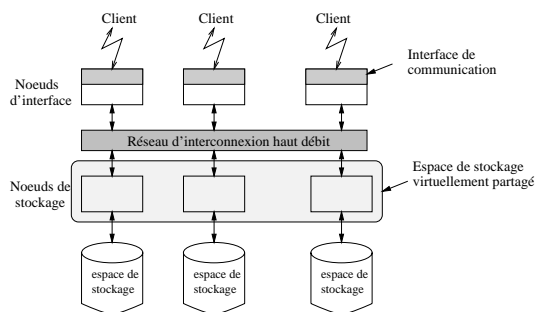 Client
Client
Client
Interface de
communication
Noeuds
d'interface
Réseau d'interconnexion haut débit
Espace de stockage
virtuellement partagé
Noeuds de
stockage
espace de
stockage
espace de
stockage
espace de
stockage